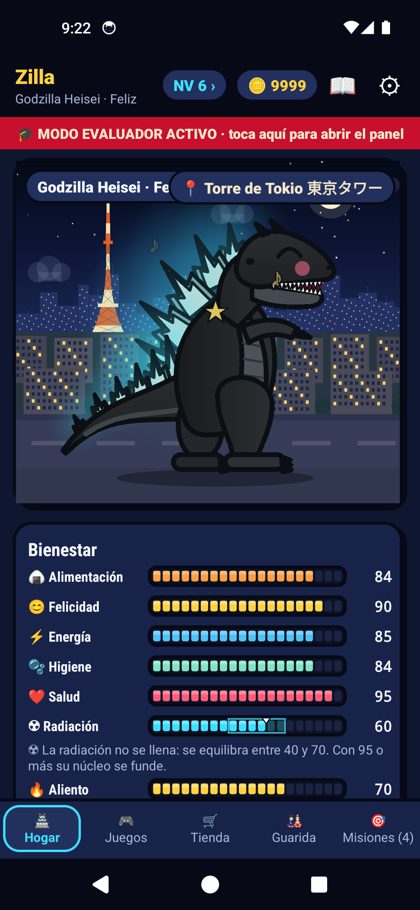 9:22
Zilla
Godzilla Heisei · Feliz
NV 6 ›
9999
MODO EVALUADOR ACTIVO · toca aquí para abrir el panel
Godzilla Heisei · Fe
Torre de Tokio 東京タワー
Bienestar
Alimentación 84
Felicidad 90
Energía 85
Higiene 84
Salud 95
Radiación 60
☢ La radiación no se llena: se equilibra entre 40 y 70. Con 95 o
más su núcleo se funde.
Aliento 70
Hogar
Juegos
Tienda
Guarida
Misiones (4)